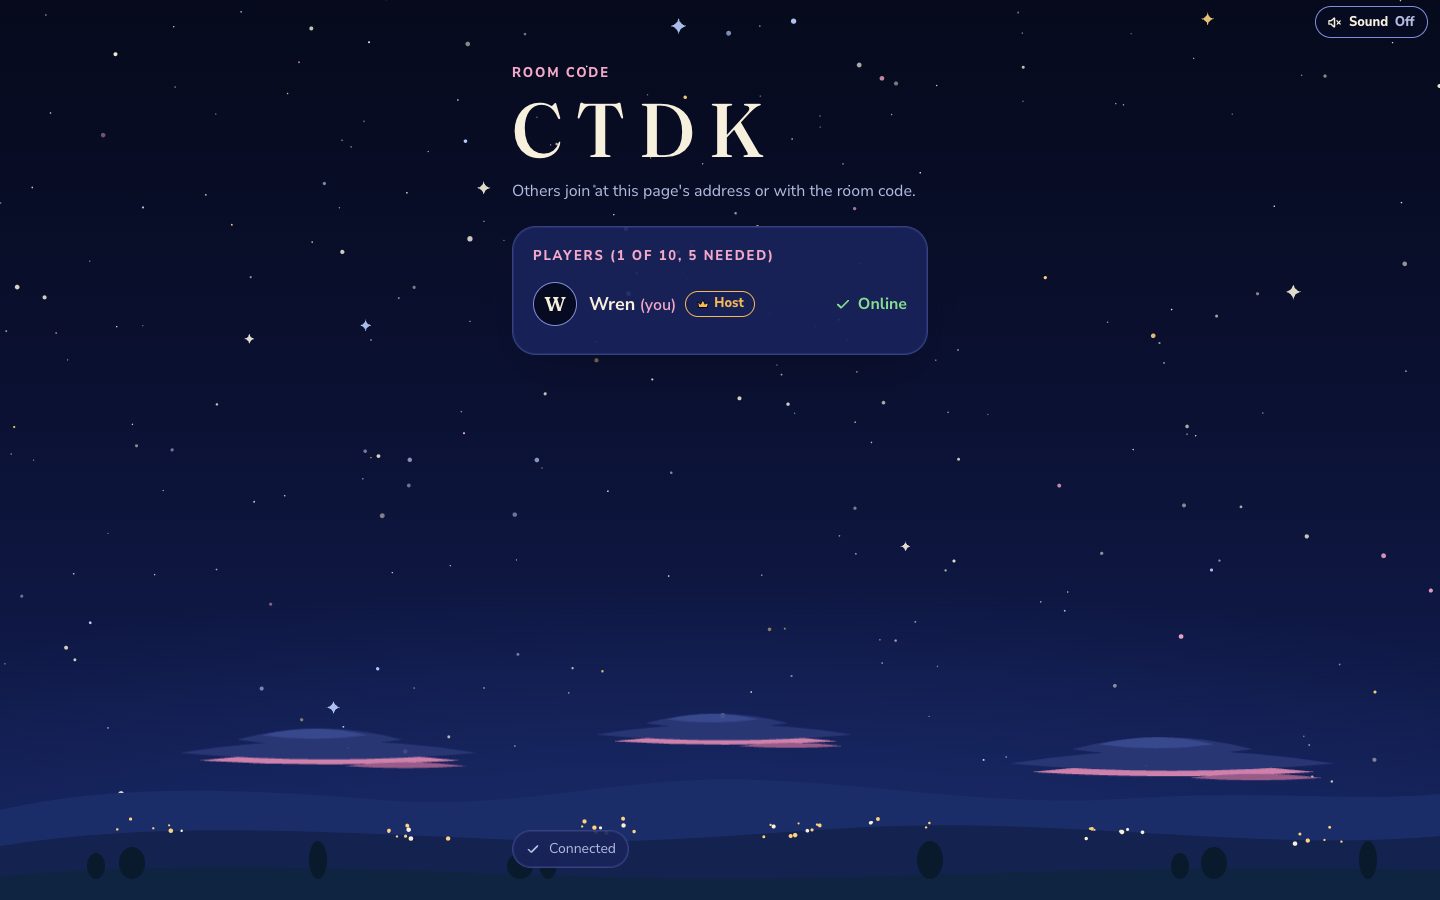 Sound Off
ROOM CODE
CTDK
Others join at this page's address or with the room code.
PLAYERS (1 OF 10, 5 NEEDED)
W
Wren (you) Host Online
Connected